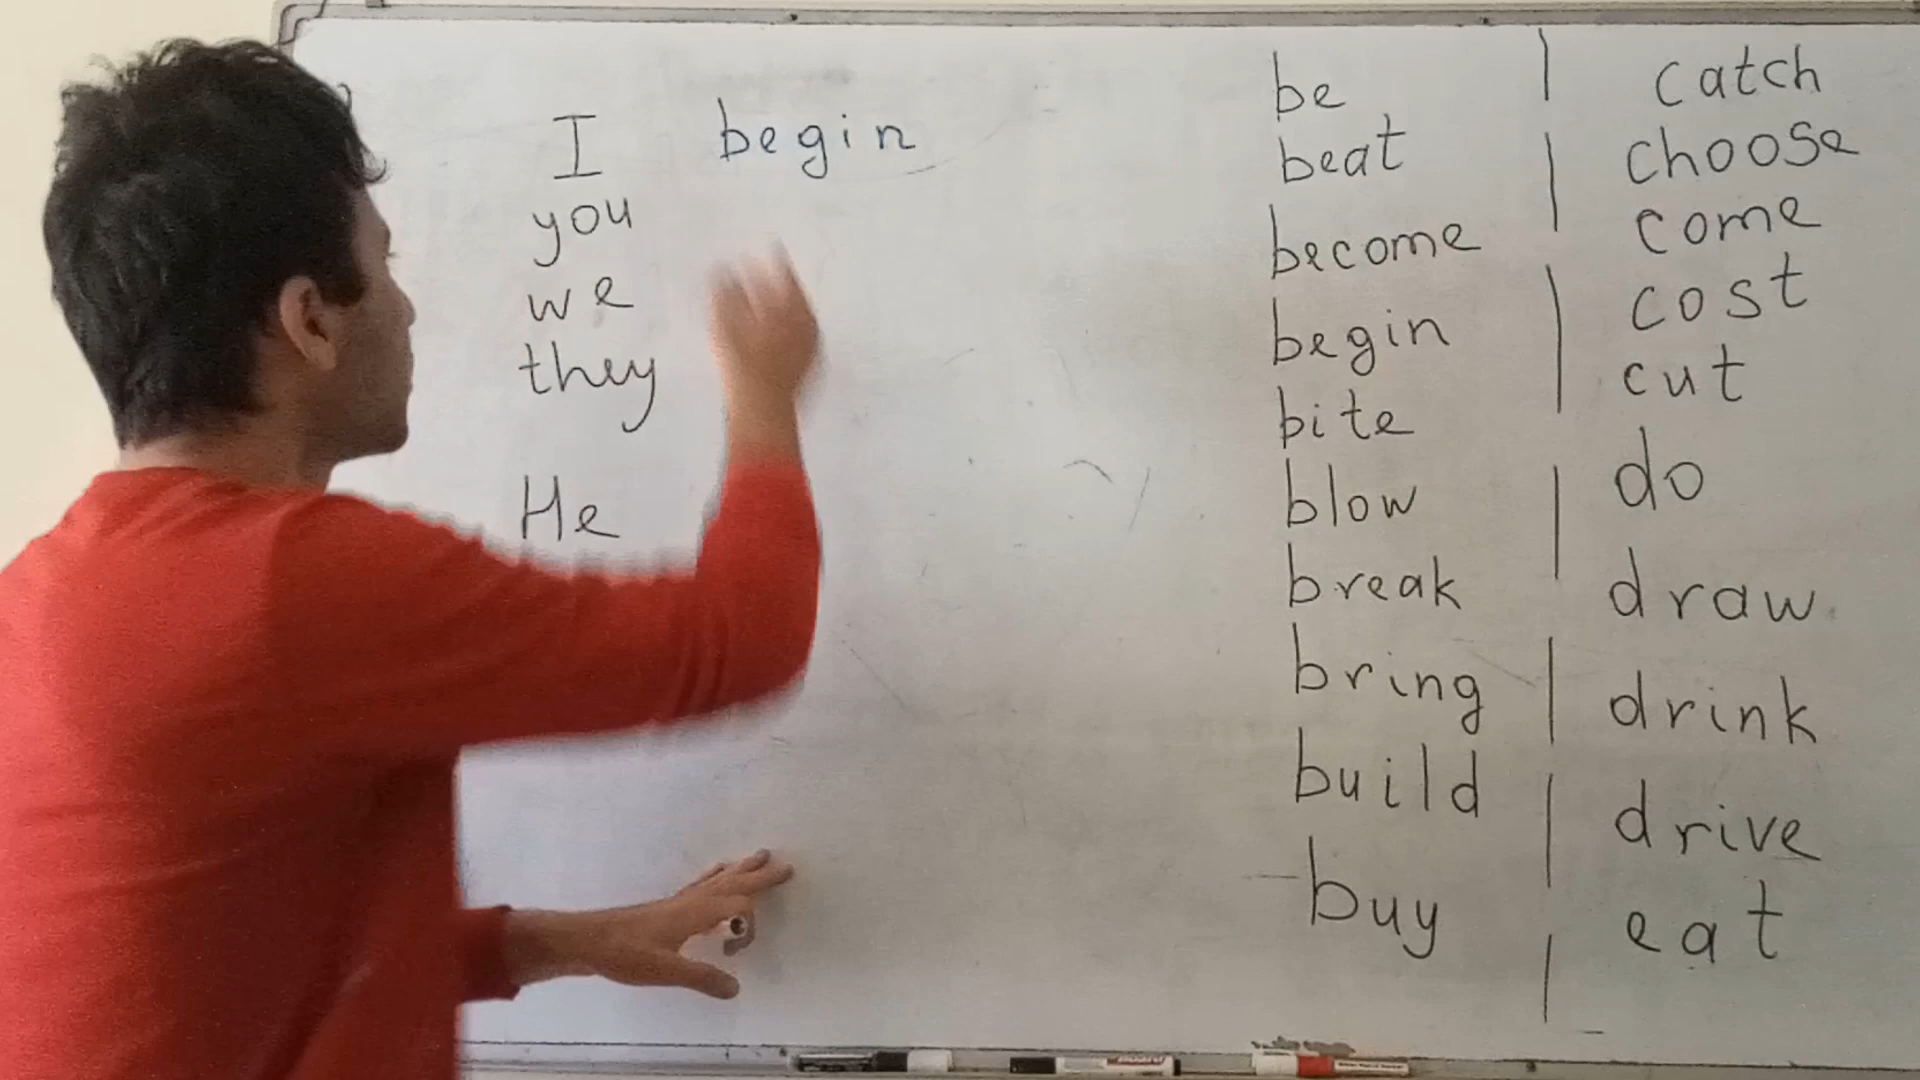 I begin
you
we
they
He
be
beat
become
begin
bite
blow
break
bring
build
buy
catch
choose
come
cost
cut
do
draw
drink
drive
eat